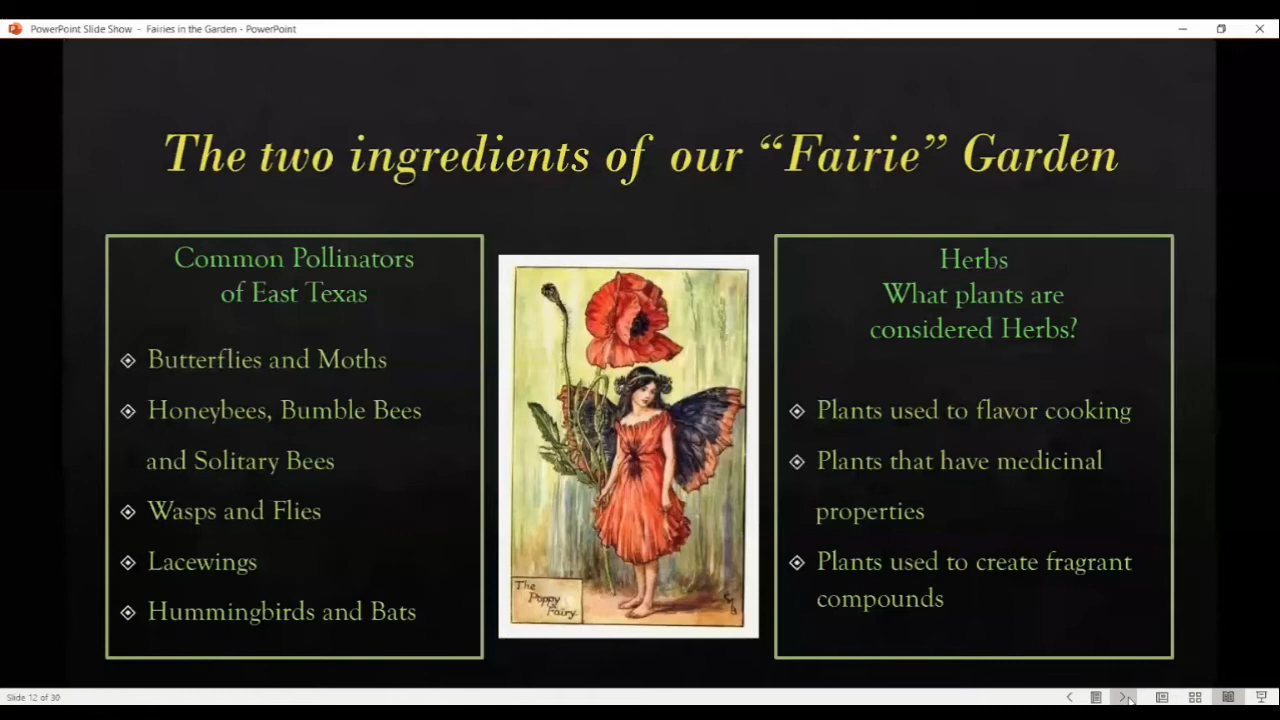 PowerPoint Slide Show - Fairies in the Garden - PowerPoint
The two ingredients of our “Fairie” Garden
Common Pollinators
of East Texas
Butterflies and Moths
Honeybees, Bumble Bees
and Solitary Bees
Wasps and Flies
Lacewings
Hummingbirds and Bats
The
Poppy
Fairy.
Herbs
What plants are
considered Herbs?
Plants used to flavor cooking
Plants that have medicinal
properties
Plants used to create fragrant
compounds
Slide 12 of 30